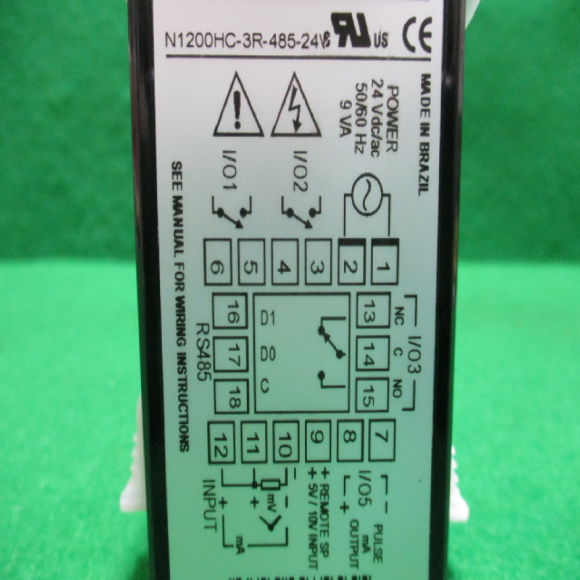 N1200HC-3R-485-24V
c RU US CE
MADE IN BRAZIL
POWER
24 Vdc/ac
50/60 Hz
9 VA
I/O2
I/O1
SEE MANUAL FOR WIRING INSTRUCTIONS
1
2
3
4
5
6
I/O3
NC
C
NO
13
14
15
D1
D0
C
16
17
18
RS485
7
8
9
10
11
12
I/O5
PULSE
mA
OUTPUT
+ REMOTE SP
+ 5V / 10V INPUT
mV
mA
INPUT